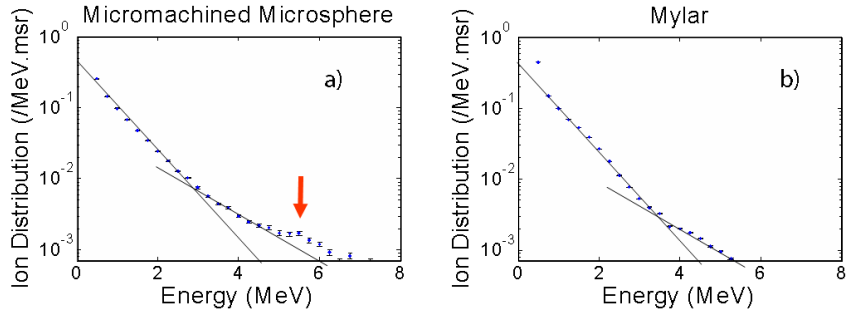 Micromachined Microsphere
Ion Distribution (/MeV.msr)
10^0
10^-1
10^-2
10^-3
a)
0 2 4 6 8
Energy (MeV)
Mylar
Ion Distribution (/MeV.msr)
10^0
10^-1
10^-2
10^-3
b)
0 2 4 6 8
Energy (MeV)